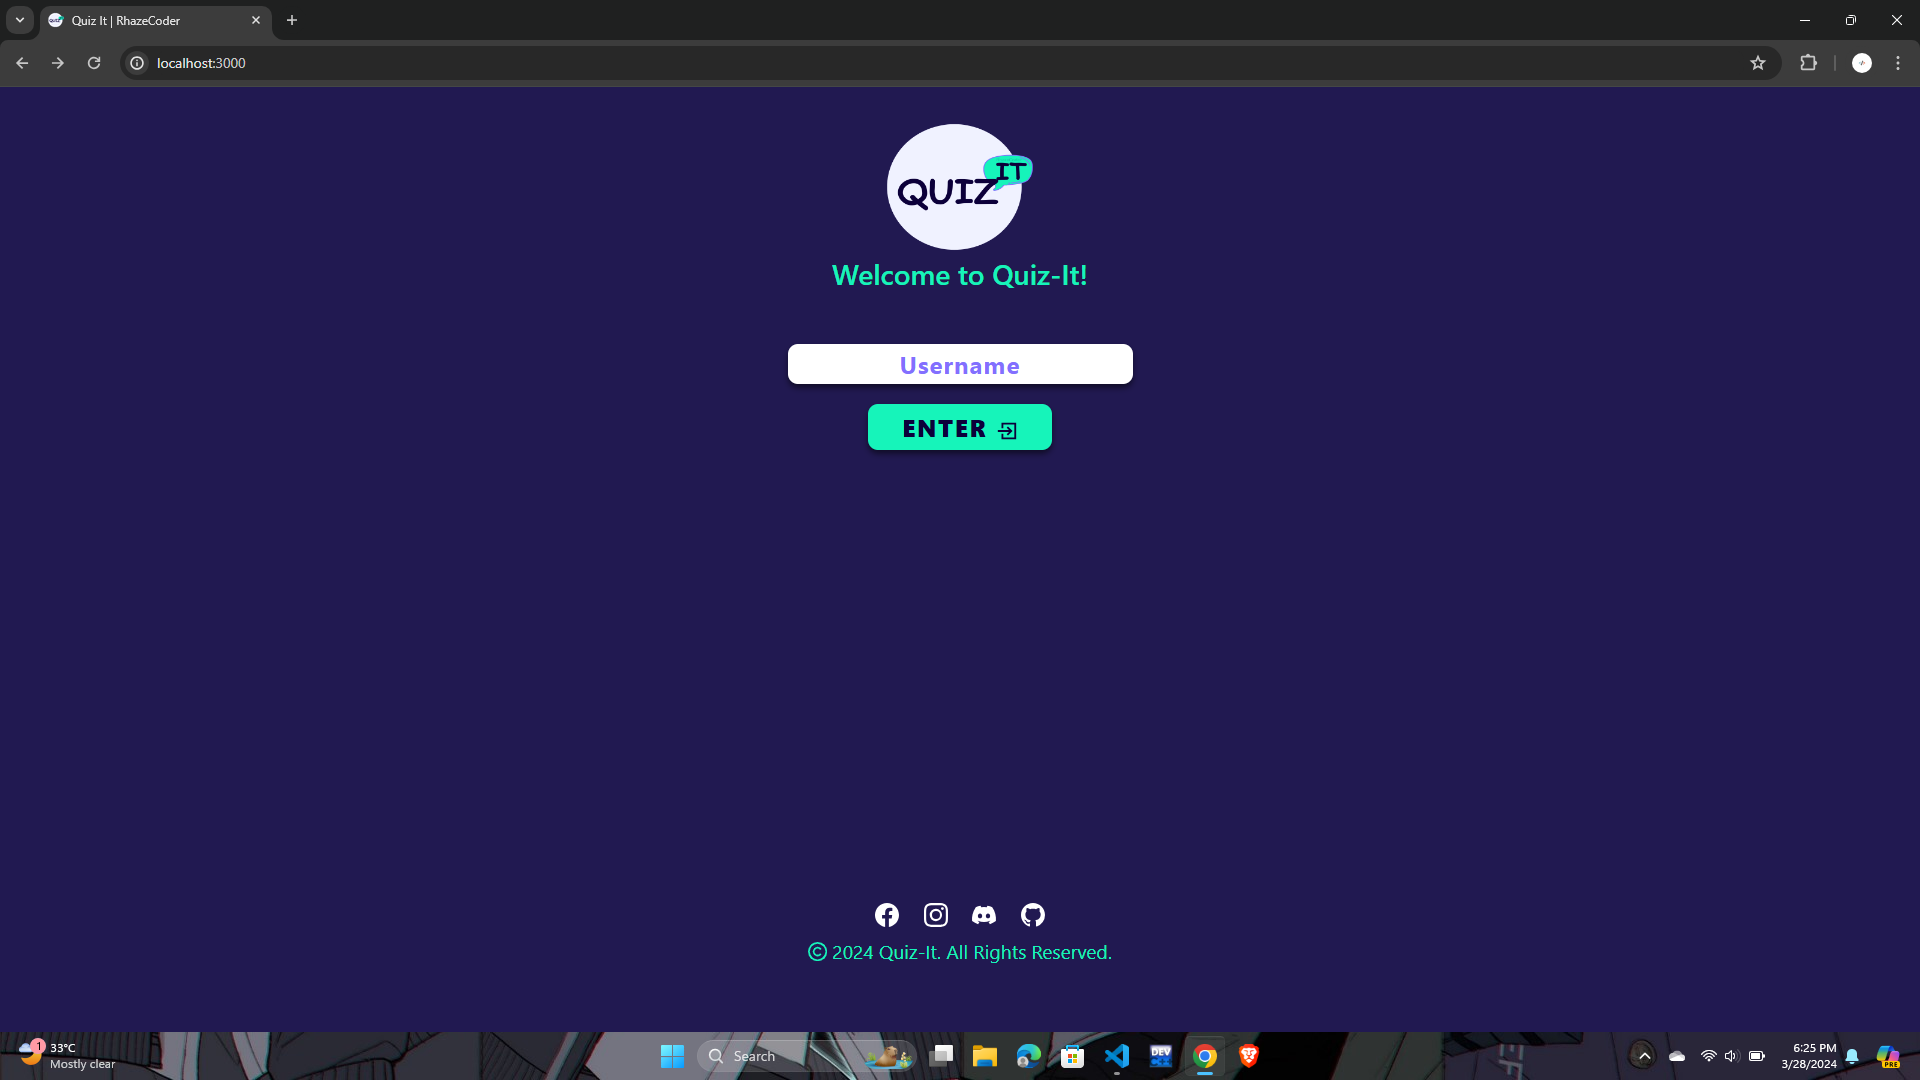 Quiz It | RhazeCoder
localhost:3000
QUIZ IT
Welcome to Quiz-It!
Username
ENTER
© 2024 Quiz-It. All Rights Reserved.
1
33°C
Mostly clear
Search
DEV
6:25 PM
3/28/2024
PRE